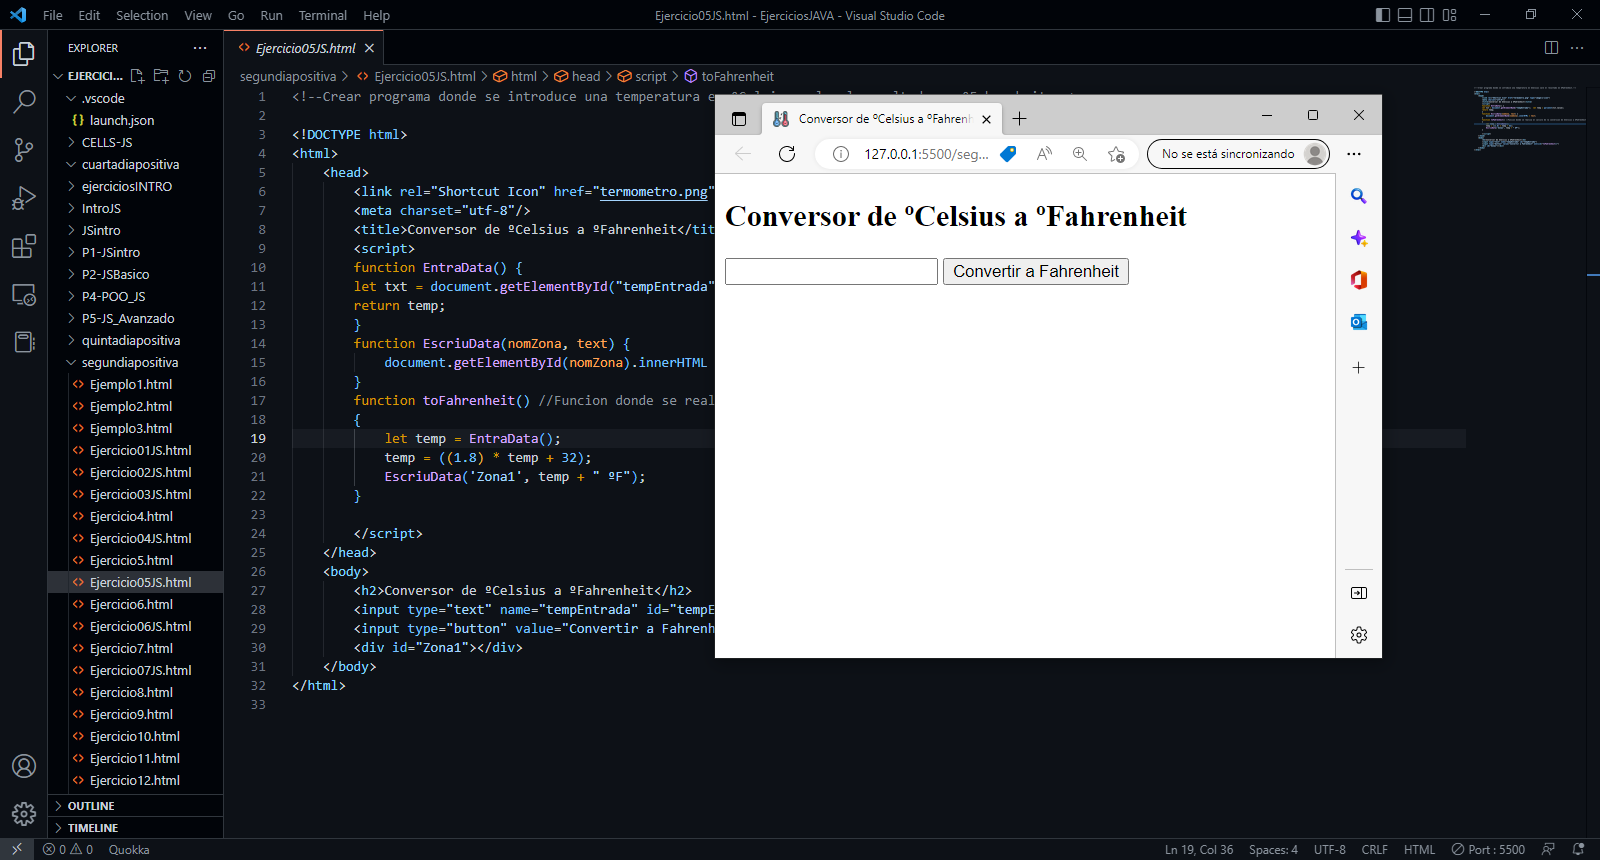 File Edit Selection View Go Run Terminal Help
Ejercicio05JS.html - EjerciciosJAVA - Visual Studio Code
EXPLORER
EJERCICI...
.vscode
launch.json
CELLS-JS
cuartadiapositiva
ejerciciosINTRO
IntroJS
JSintro
P1-JSintro
P2-JSBasico
P4-POO_JS
P5-JS_Avanzado
quintadiapositiva
segundiapositiva
Ejemplo1.html
Ejemplo2.html
Ejemplo3.html
Ejercicio01JS.html
Ejercicio02JS.html
Ejercicio03JS.html
Ejercicio4.html
Ejercicio04JS.html
Ejercicio5.html
Ejercicio05JS.html
Ejercicio6.html
Ejercicio06JS.html
Ejercicio7.html
Ejercicio07JS.html
Ejercicio8.html
Ejercicio9.html
Ejercicio10.html
Ejercicio11.html
Ejercicio12.html
OUTLINE
TIMELINE
Ejercicio05JS.html
segundiapositiva > Ejercicio05JS.html > html > head > script > toFahrenheit
1 <!--Crear programa donde se introduce una temperatura e
2
3 <!DOCTYPE html>
4 <html>
5 <head>
6 <link rel="Shortcut Icon" href="termometro.png"
7 <meta charset="utf-8"/>
8 <title>Conversor de ºCelsius a ºFahrenheit</tit
9 <script>
10 function EntraData() {
11 let txt = document.getElementById("tempEntrada"
12 return temp;
13 }
14 function EscriuData(nomZona, text) {
15 document.getElementById(nomZona).innerHTML
16 }
17 function toFahrenheit() //Funcion donde se real
18 {
19 let temp = EntraData();
20 temp = ((1.8) * temp + 32);
21 EscriuData('Zona1', temp + " ºF");
22 }
23
24 </script>
25 </head>
26 <body>
27 <h2>Conversor de ºCelsius a ºFahrenheit</h2>
28 <input type="text" name="tempEntrada" id="tempE
29 <input type="button" value="Convertir a Fahrenh
30 <div id="Zona1"></div>
31 </body>
32 </html>
33
Conversor de ºCelsius a ºFahrenh
127.0.0.1:5500/seg...
No se está sincronizando
Conversor de ºCelsius a ºFahrenheit
Convertir a Fahrenheit
0 0 Quokka
Ln 19, Col 36 Spaces: 4 UTF-8 CRLF HTML Port : 5500